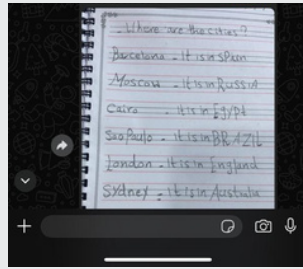 - Where are the cities?
Barcelona - it is in Spain
Moscow - it is in Russia
Cairo - it is in Egypt
Sao Paulo - it is in BRAZIL
London - it is in England
Sydney - it is in Australia